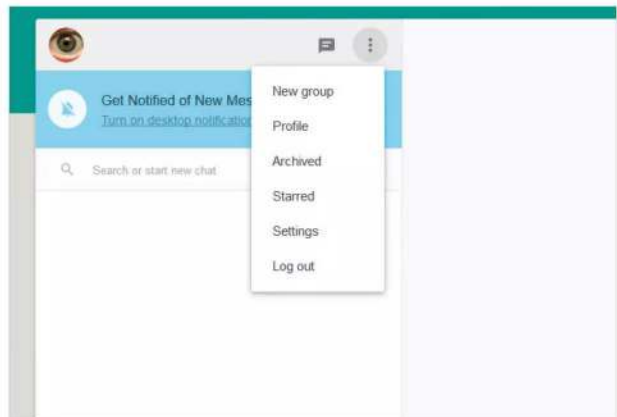 Get Notified of New Mes
Turn on desktop notification
Search or start new chat
New group
Profile
Archived
Starred
Settings
Log out